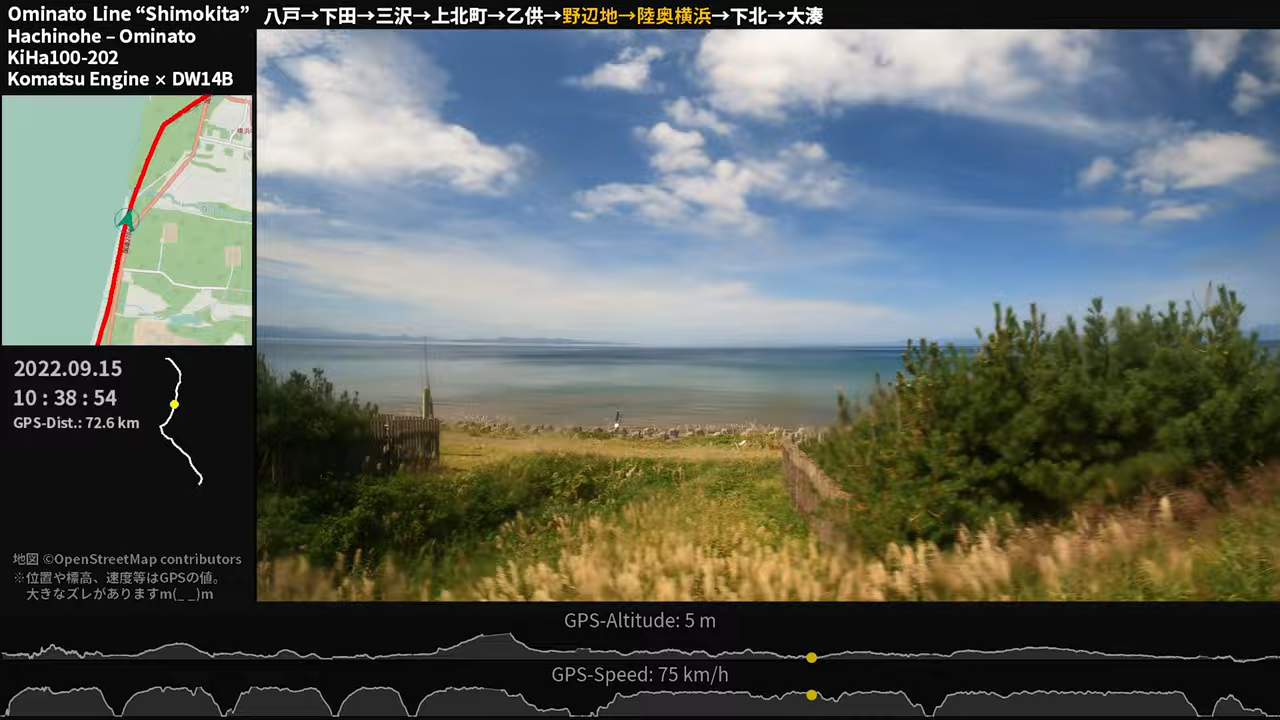 Ominato Line “Shimokita”
Hachinohe – Ominato
KiHa100-202
Komatsu Engine × DW14B
八戸→下田→三沢→上北町→乙供→野辺地→陸奥横浜→下北→大湊
2022.09.15
10 : 38 : 54
GPS-Dist.: 72.6 km
地図 ©OpenStreetMap contributors
※位置や標高、速度等はGPSの値。
大きなズレがありますm(_ _)m
GPS-Altitude: 5 m
GPS-Speed: 75 km/h